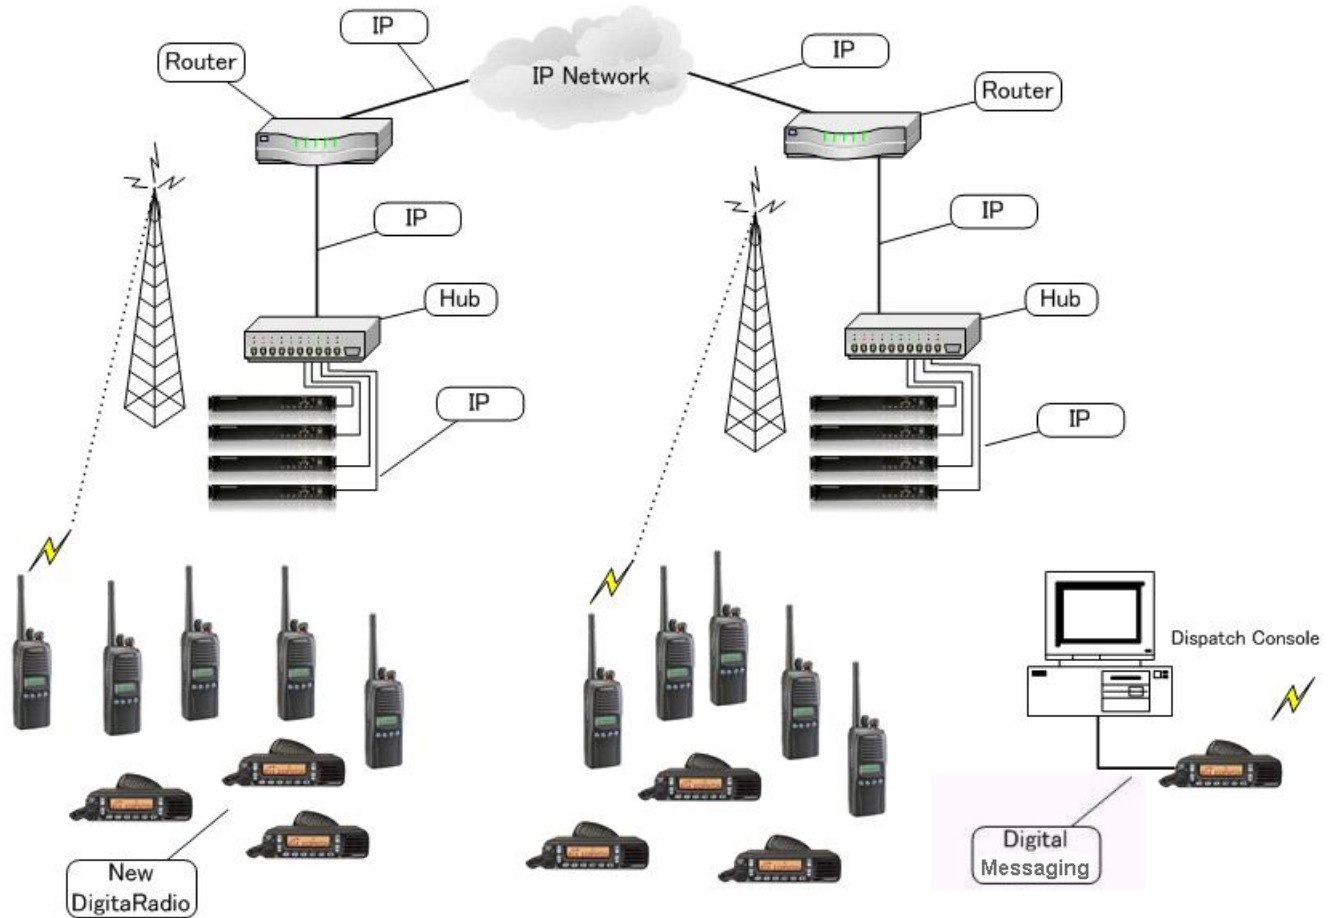 IP
IP Network
IP
Router
Router
IP
IP
Hub
Hub
IP
IP
Dispatch Console
New
DigitaRadio
Digital
Messaging